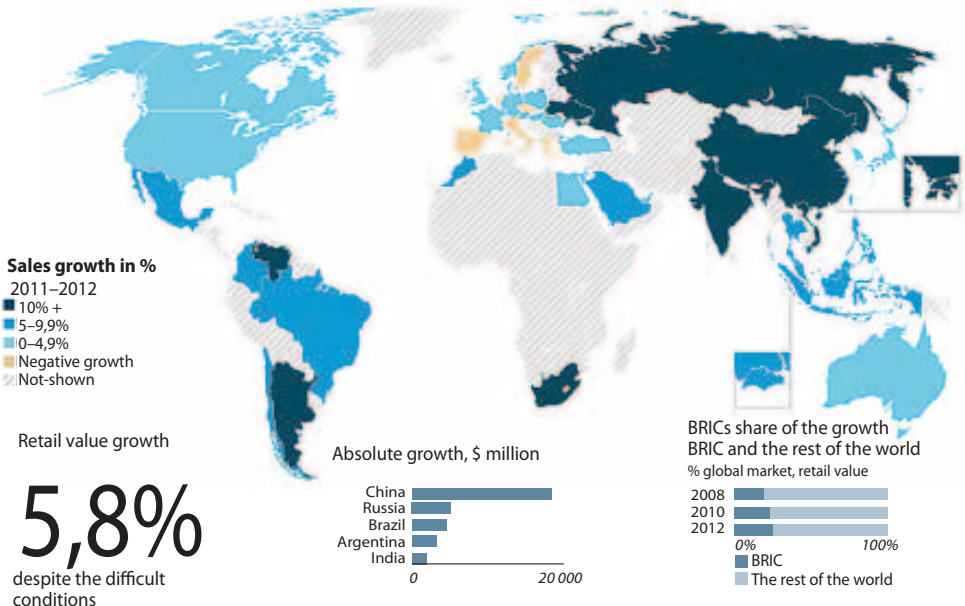 Sales growth in %
2011–2012
10% +
5–9,9%
0–4,9%
Negative growth
Not-shown
Retail value growth
5,8%
despite the difficult
conditions
Absolute growth, $ million
China
Russia
Brazil
Argentina
India
0
20 000
BRICs share of the growth
BRIC and the rest of the world
% global market, retail value
2008
2010
2012
0%
100%
BRIC
The rest of the world